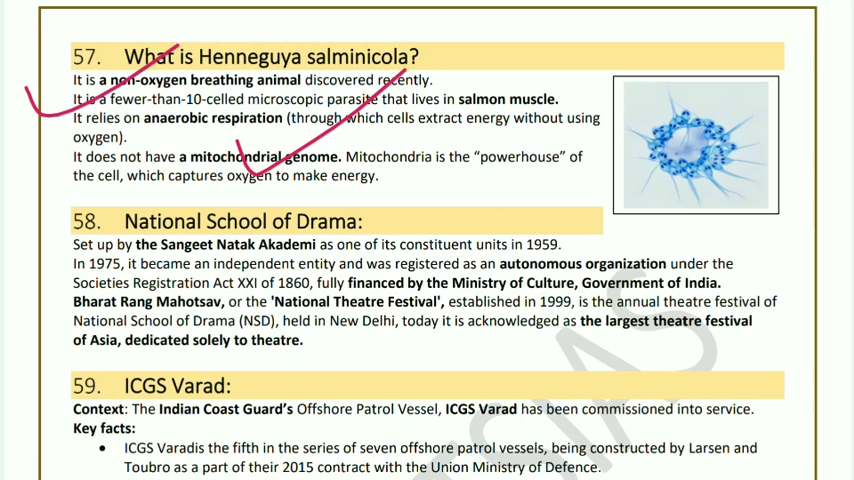 57. What is Henneguya salminicola?
It is a non-oxygen breathing animal discovered recently.
It is a fewer-than-10-celled microscopic parasite that lives in salmon muscle.
It relies on anaerobic respiration (through which cells extract energy without using
oxygen).
It does not have a mitochondrial genome. Mitochondria is the “powerhouse” of
the cell, which captures oxygen to make energy.
58. National School of Drama:
Set up by the Sangeet Natak Akademi as one of its constituent units in 1959.
In 1975, it became an independent entity and was registered as an autonomous organization under the
Societies Registration Act XXI of 1860, fully financed by the Ministry of Culture, Government of India.
Bharat Rang Mahotsav, or the 'National Theatre Festival', established in 1999, is the annual theatre festival of
National School of Drama (NSD), held in New Delhi, today it is acknowledged as the largest theatre festival
of Asia, dedicated solely to theatre.
59. ICGS Varad:
Context: The Indian Coast Guard’s Offshore Patrol Vessel, ICGS Varad has been commissioned into service.
Key facts:
• ICGS Varadis the fifth in the series of seven offshore patrol vessels, being constructed by Larsen and
Toubro as a part of their 2015 contract with the Union Ministry of Defence.